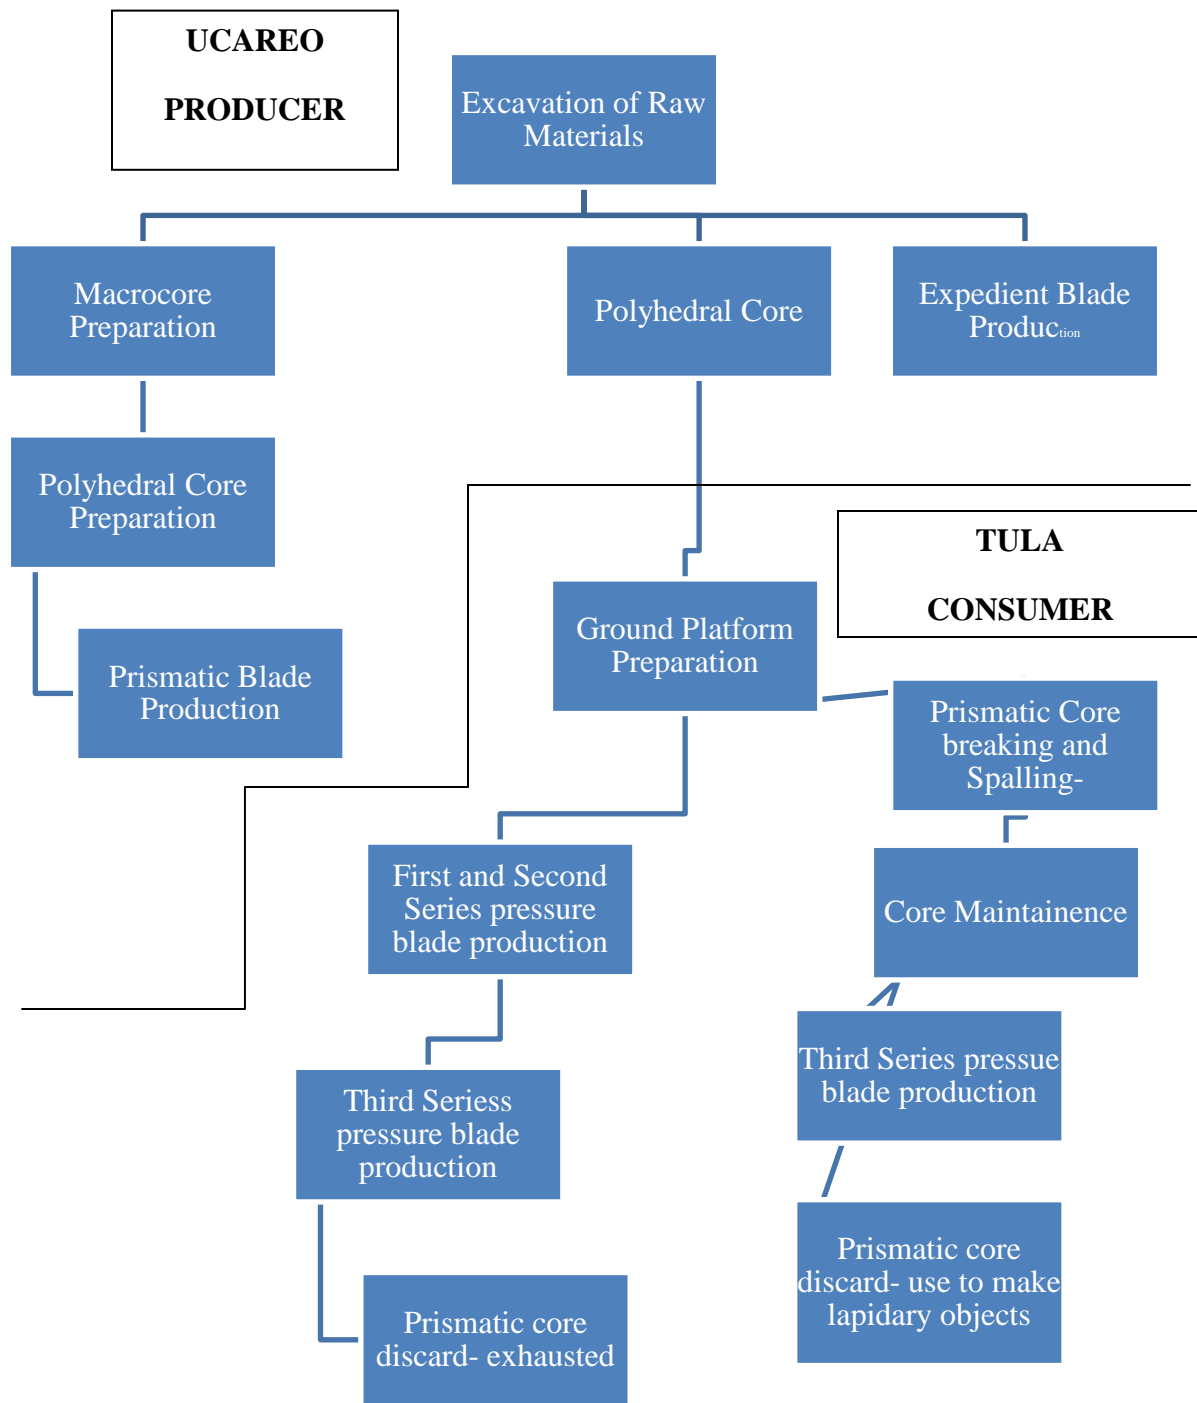 UCAREO
PRODUCER
Excavation of Raw
Materials
Macrocore
Preparation
Polyhedral Core
Expedient Blade
Production
Polyhedral Core
Preparation
TULA
CONSUMER
Ground Platform
Preparation
Prismatic Blade
Production
Prismatic Core
breaking and
Spalling-
First and Second
Series pressure
blade production
Core Maintainence
Third Seriess
pressure blade
production
Third Series pressue
blade production
Prismatic core
discard- exhausted
Prismatic core
discard- use to make
lapidary objects